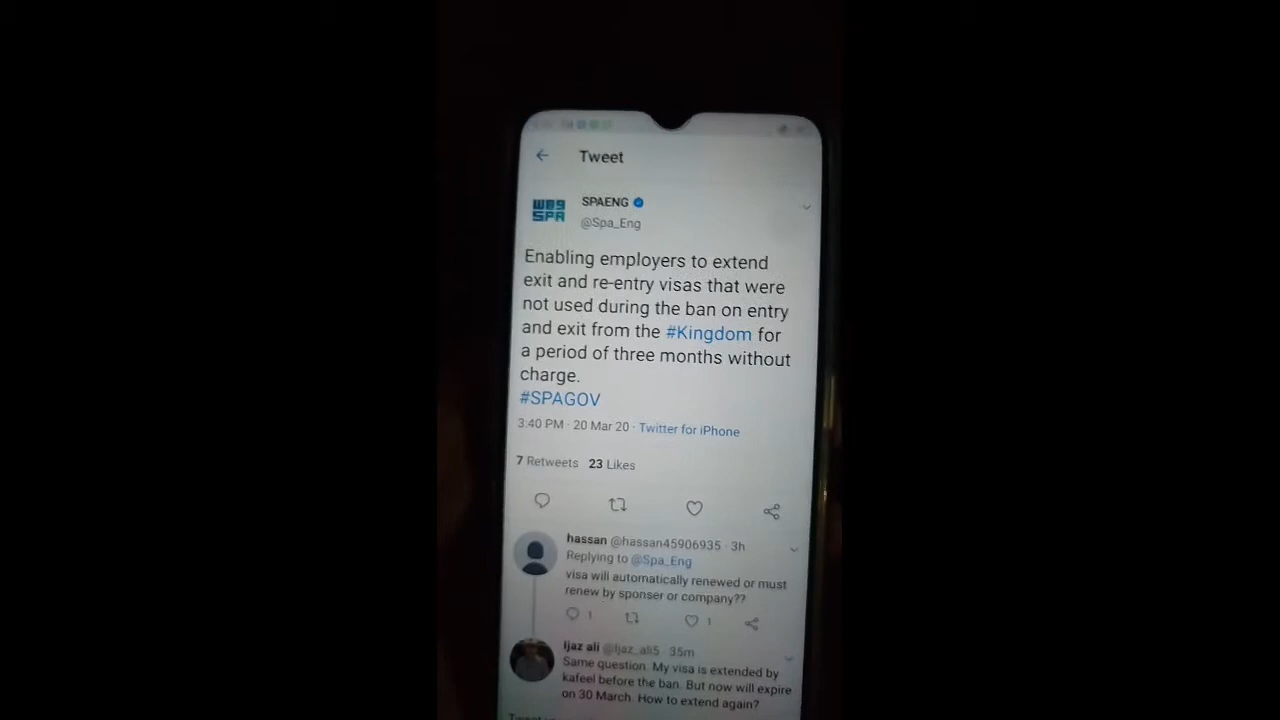 Tweet
SPAENG
@Spa_Eng
Enabling employers to extend
exit and re-entry visas that were
not used during the ban on entry
and exit from the #Kingdom for
a period of three months without
charge.
#SPAGOV
3:40 PM · 20 Mar 20 · Twitter for iPhone
7 Retweets 23 Likes
hassan @hassan45906935 · 3h
Replying to @Spa_Eng
visa will automatically renewed or must
renew by sponser or company??
1 1
Ijaz ali @Ijaz_ali5 · 35m
Same question. My visa is extended by
kafeel before the ban. But now will expire
on 30 March. How to extend again?